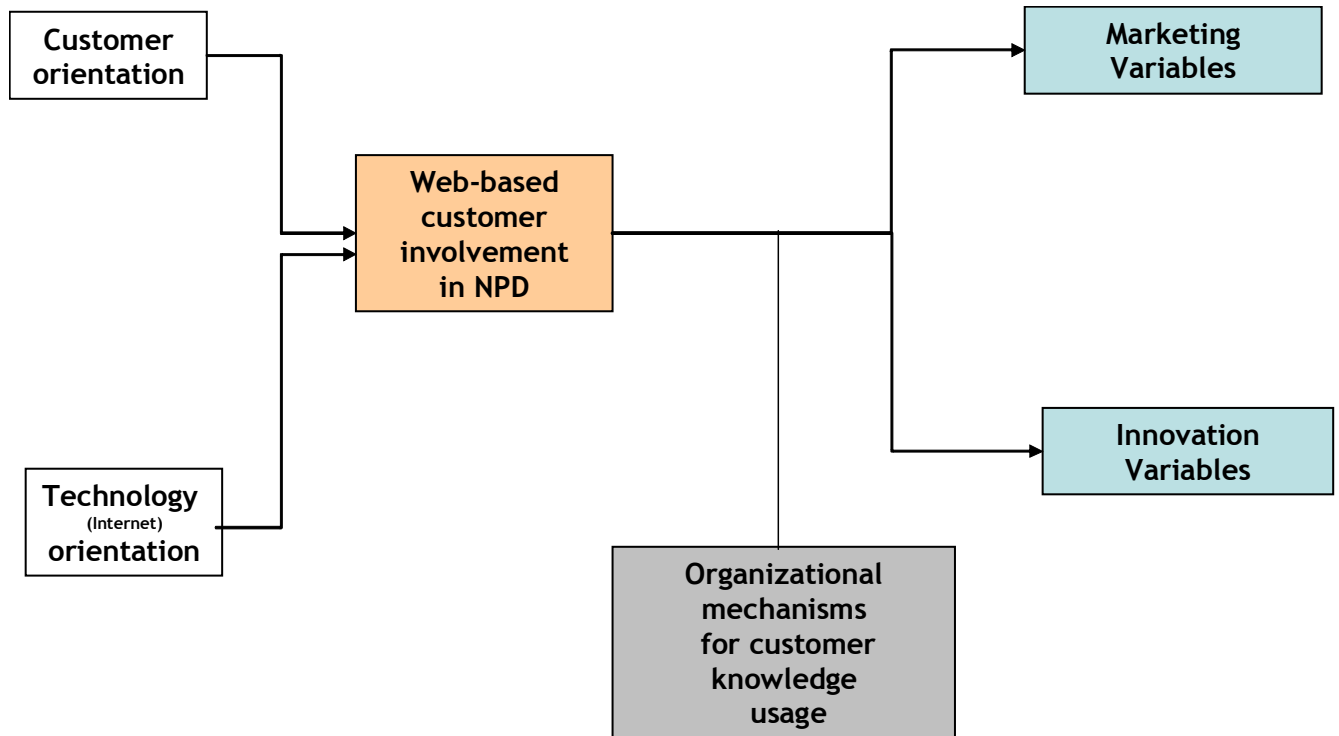 Customer
orientation
Marketing
Variables
Web-based
customer
involvement
in NPD
Technology
(Internet)
orientation
Innovation
Variables
Organizational
mechanisms
for customer
knowledge
usage